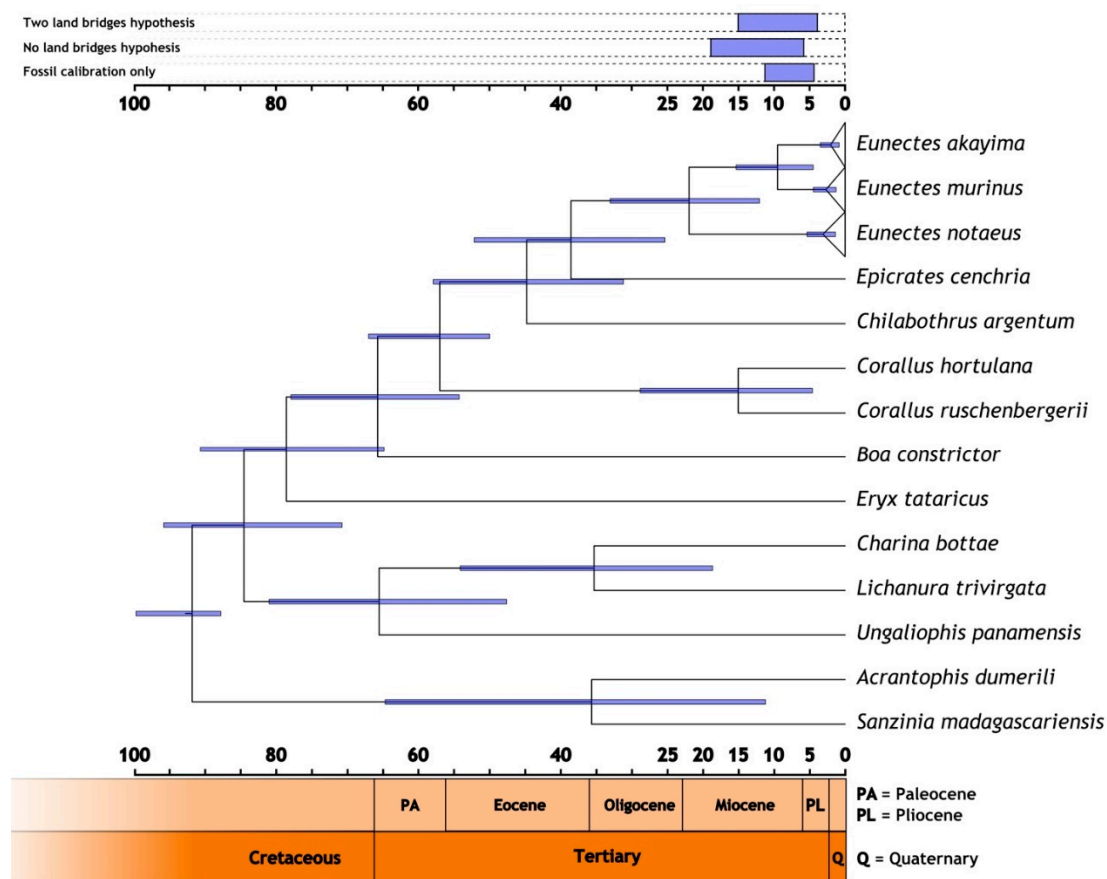 Two land bridges hypothesis
No land bridges hypohesis
Fossil calibration only
100 80 60 40 25 20 15 10 5 0
Eunectes akayima
Eunectes murinus
Eunectes notaeus
Epicrates cenchria
Chilabothrus argentum
Corallus hortulana
Corallus ruschenbergerii
Boa constrictor
Eryx tataricus
Charina bottae
Lichanura trivirgata
Ungaliophis panamensis
Acrantophis dumerili
Sanzinia madagascariensis
100 80 60 40 25 20 15 10 5 0
PA Eocene Oligocene Miocene PL
PA = Paleocene
PL = Pliocene
Cretaceous Tertiary Q
Q = Quaternary